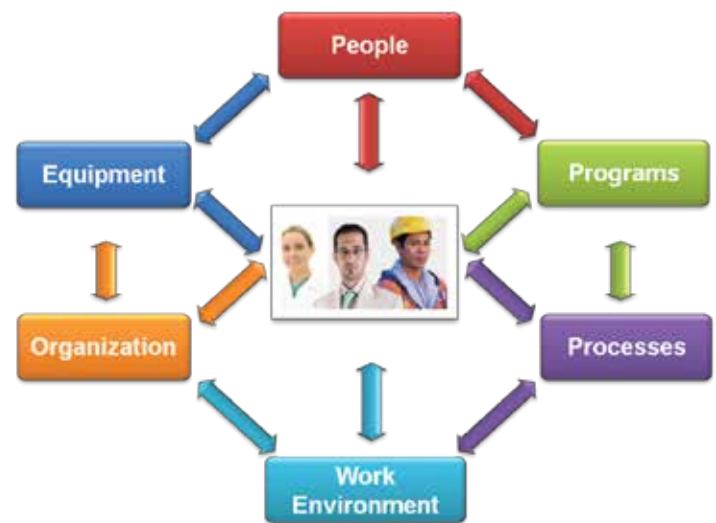 People
Equipment
Programs
Organization
Processes
Work
Environment